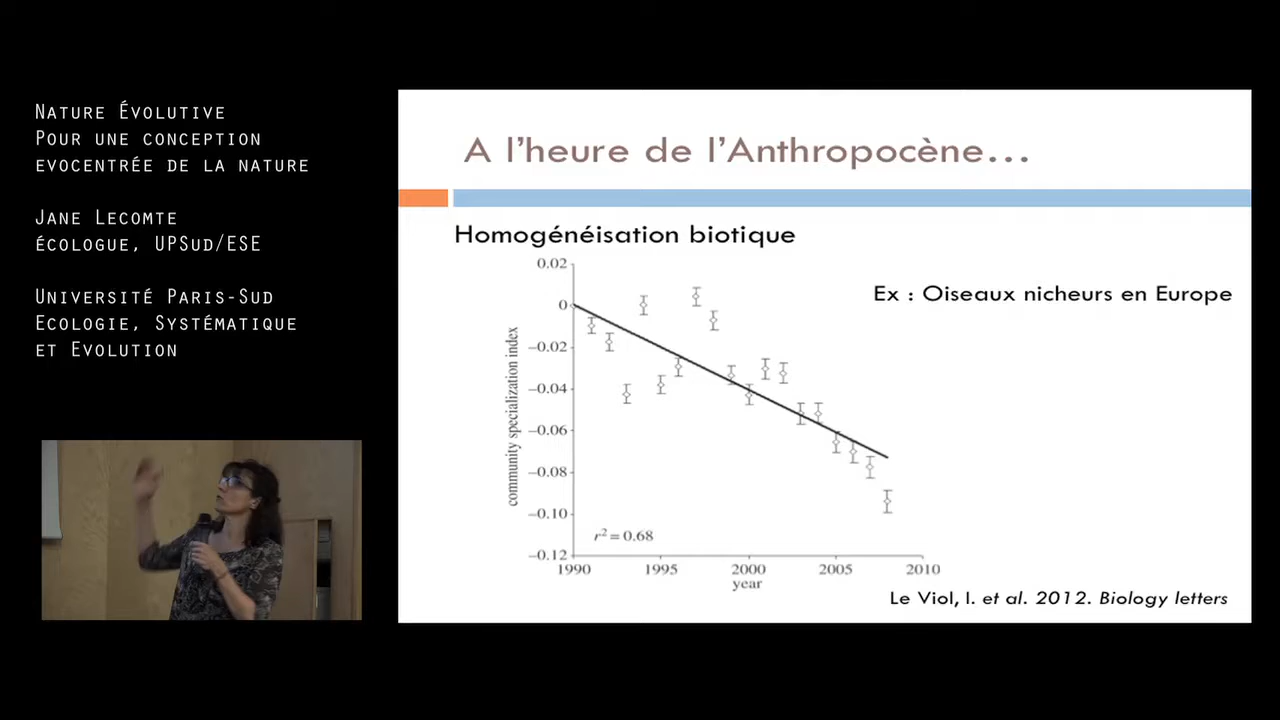 NATURE ÉVOLUTIVE
POUR UNE CONCEPTION
EVOCENTRÉE DE LA NATURE
JANE LECOMTE
ÉCOLOGUE, UPSUD/ESE
UNIVERSITÉ PARIS-SUD
ECOLOGIE, SYSTÉMATIQUE
ET EVOLUTION
A l'heure de l'Anthropocène...
Homogénéisation biotique
Ex : Oiseaux nicheurs en Europe
community specialization index
0.02
0
−0.02
−0.04
−0.06
−0.08
−0.10
−0.12
r² = 0.68
1990 1995 2000 2005 2010
year
Le Viol, I. et al. 2012. Biology letters